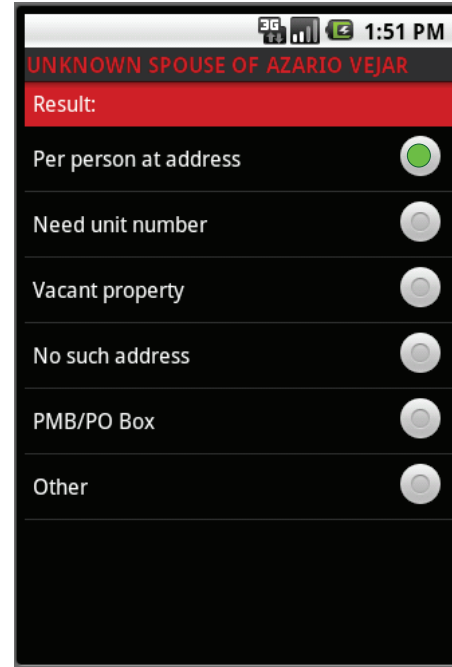 3G 1:51 PM
UNKNOWN SPOUSE OF AZARIO VEJAR
Result:
Per person at address
Need unit number
Vacant property
No such address
PMB/PO Box
Other